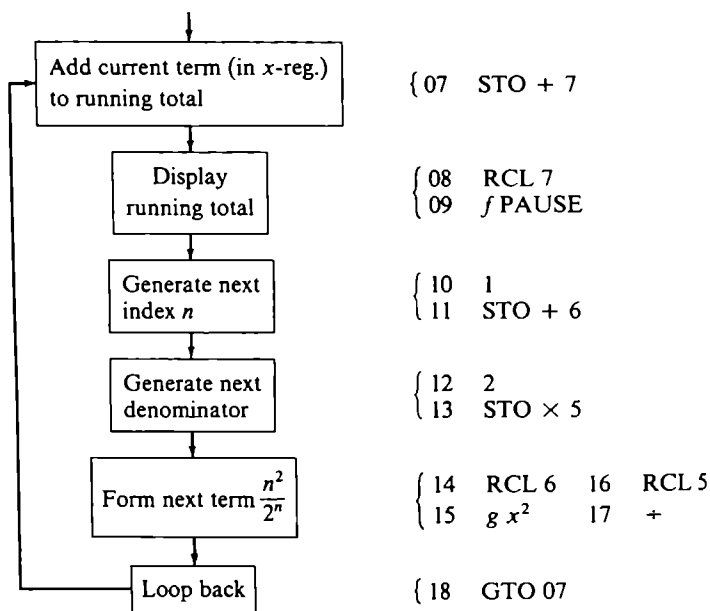 Add current term (in x-reg.)
to running total
{ 07 STO + 7
Display
running total
{ 08 RCL 7
09 f PAUSE
Generate next
index n
{ 10 1
11 STO + 6
Generate next
denominator
{ 12 2
13 STO × 5
Form next term n²/2ⁿ
{ 14 RCL 6 16 RCL 5
15 g x² 17 ÷
Loop back
{ 18 GTO 07